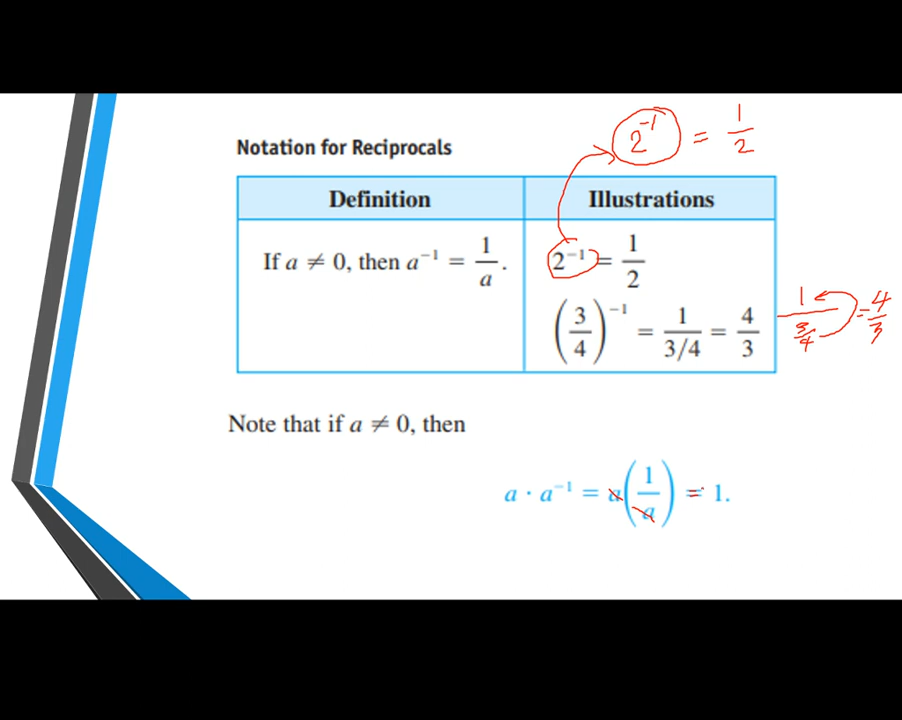 2⁻¹ = 1/2
Notation for Reciprocals
Definition
Illustrations
If a ≠ 0, then a⁻¹ = 1/a.
2⁻¹ = 1/2
(3/4)⁻¹ = 1/(3/4) = 4/3
1/(3/4) = 4/3
Note that if a ≠ 0, then
a · a⁻¹ = a(1/a) = 1.